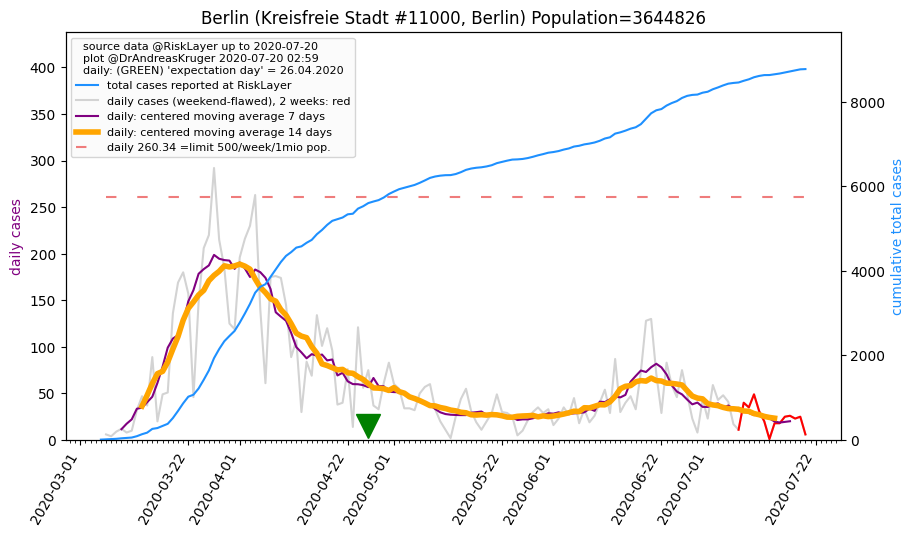 Berlin (Kreisfreie Stadt #11000, Berlin) Population=3644826
source data @RiskLayer up to 2020-07-20
plot @DrAndreasKruger 2020-07-20 02:59
daily: (GREEN) 'expectation day' = 26.04.2020
total cases reported at RiskLayer
daily cases (weekend-flawed), 2 weeks: red
daily: centered moving average 7 days
daily: centered moving average 14 days
daily 260.34 =limit 500/week/1mio pop.
daily cases
400
350
300
250
200
150
100
50
0
cumulative total cases
8000
6000
4000
2000
0
2020-03-01
2020-03-22
2020-04-01
2020-04-22
2020-05-01
2020-05-22
2020-06-01
2020-06-22
2020-07-01
2020-07-22